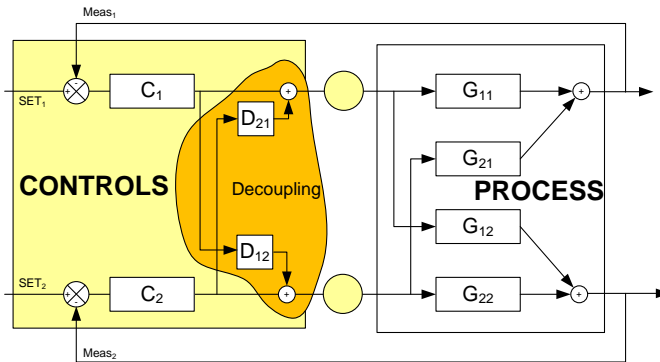 Meas₁
+
-
SET₁
C₁
+
G₁₁
+
D₂₁
G₂₁
CONTROLS
Decoupling
PROCESS
D₁₂
G₁₂
+
-
SET₂
C₂
+
G₂₂
+
Meas₂